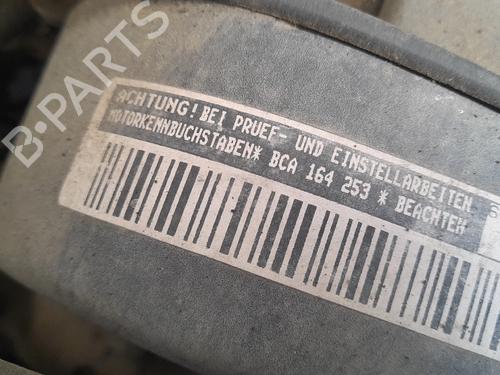 B-PARTS
ACHTUNG! BEI PRUEF- UND EINSTELLARBEITEN
MOTORKENNBUCHSTABEN* BCA 164 253 * BEACHTEN